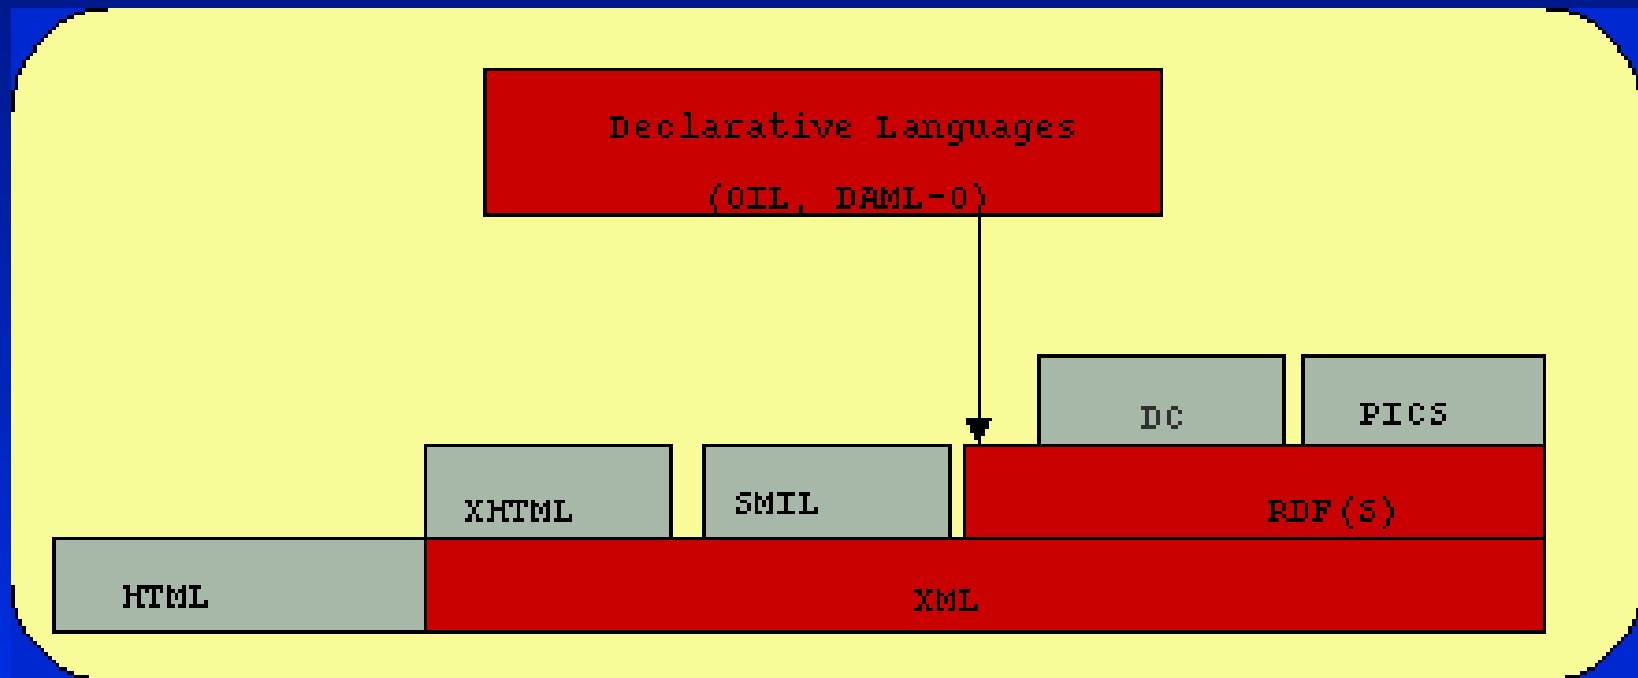 Declarative Languages
(OIL, DAML-O)
DC
PICS
XHTML
SMIL
RDF(S)
HTML
XML